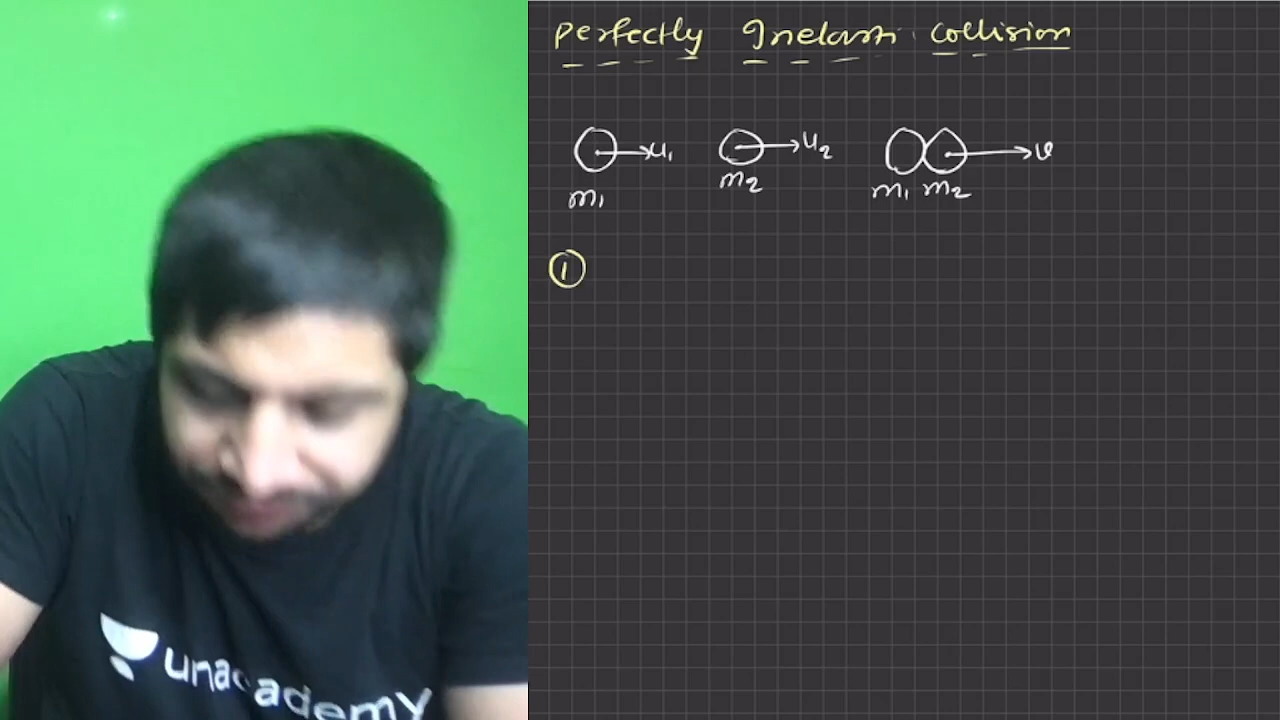 Perfectly Inelastic Collision
u₁ u₂ v
m₁ m₂ m₁ m₂
①
unacademy